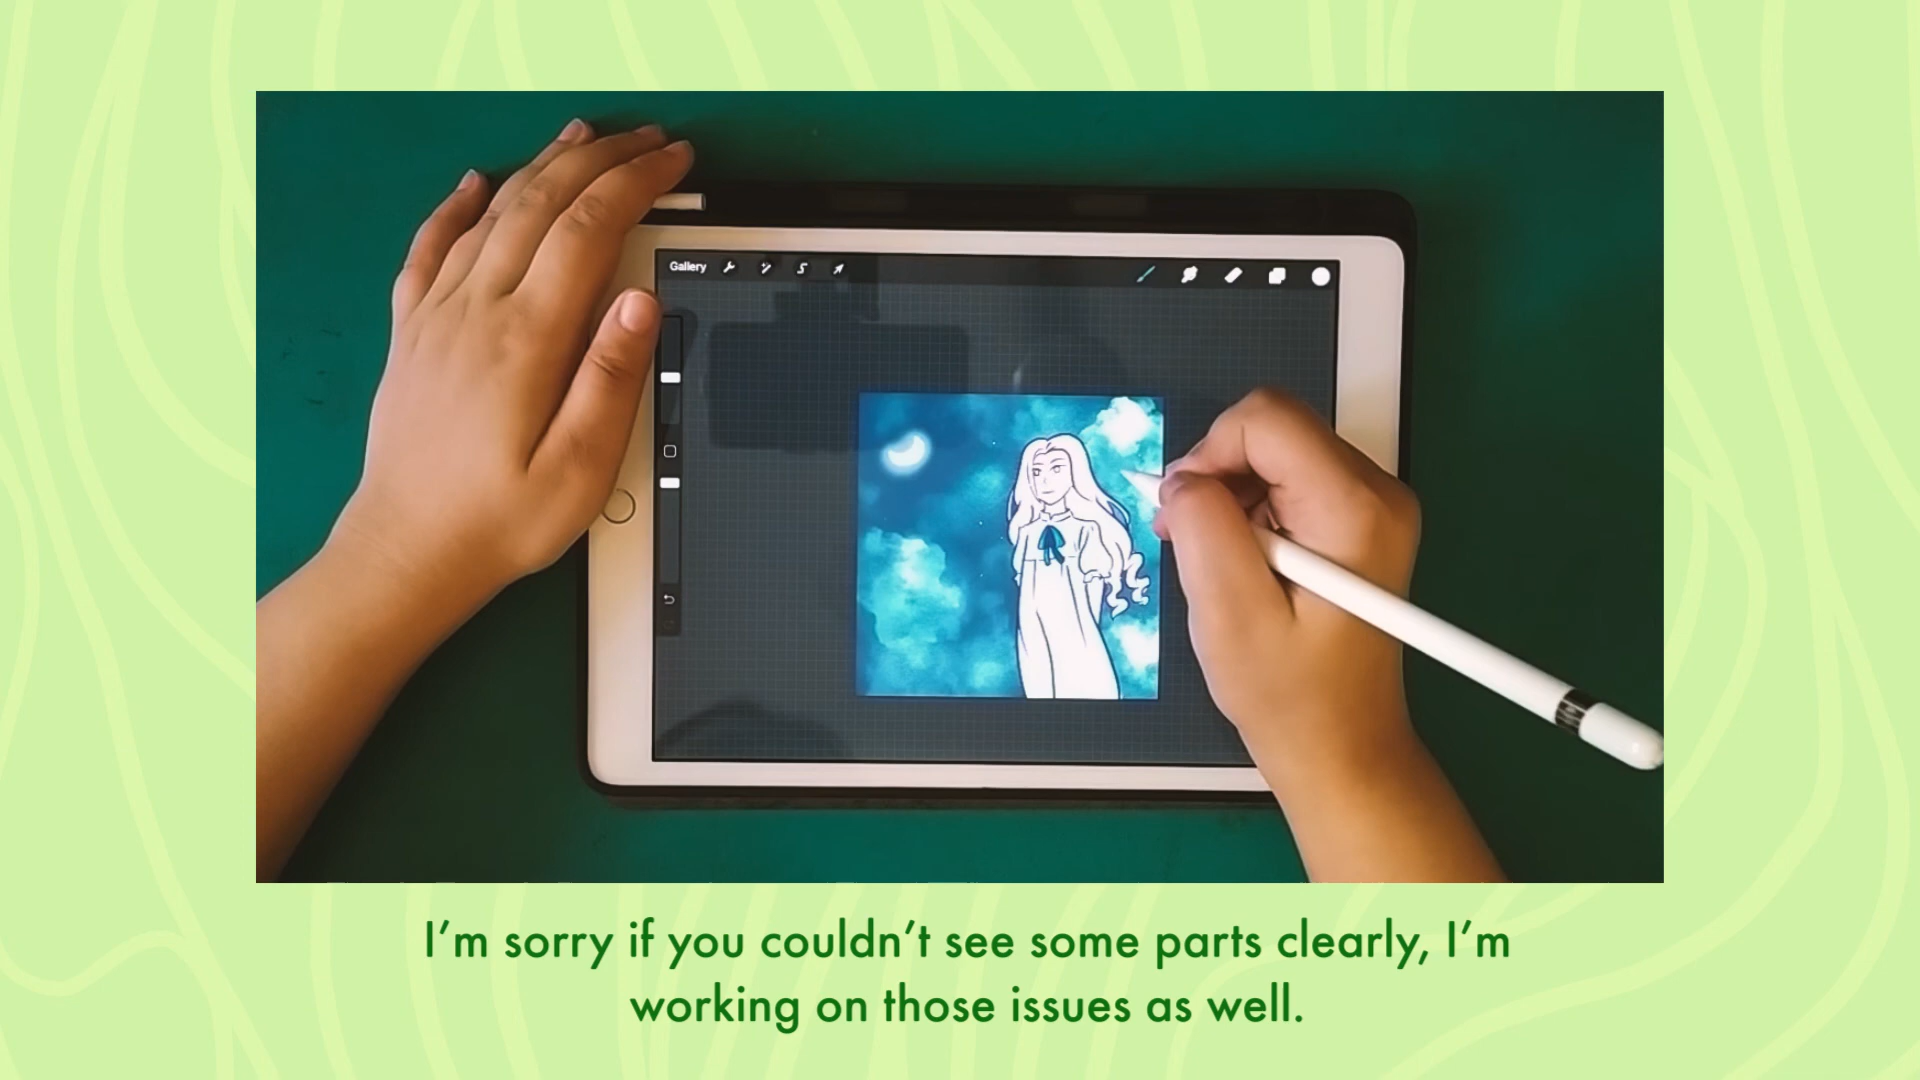 Gallery
I’m sorry if you couldn’t see some parts clearly, I’m
working on those issues as well.